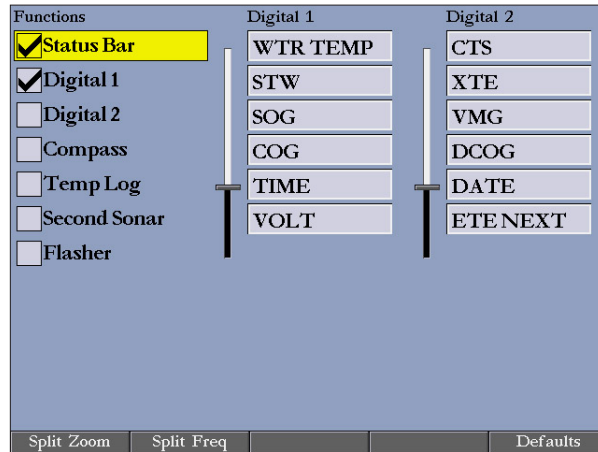 Functions
Status Bar
Digital 1
Digital 2
Compass
Temp Log
Second Sonar
Flasher
Digital 1
WTR TEMP
STW
SOG
COG
TIME
VOLT
Digital 2
CTS
XTE
VMG
DCOG
DATE
ETE NEXT
Split Zoom
Split Freq
Defaults